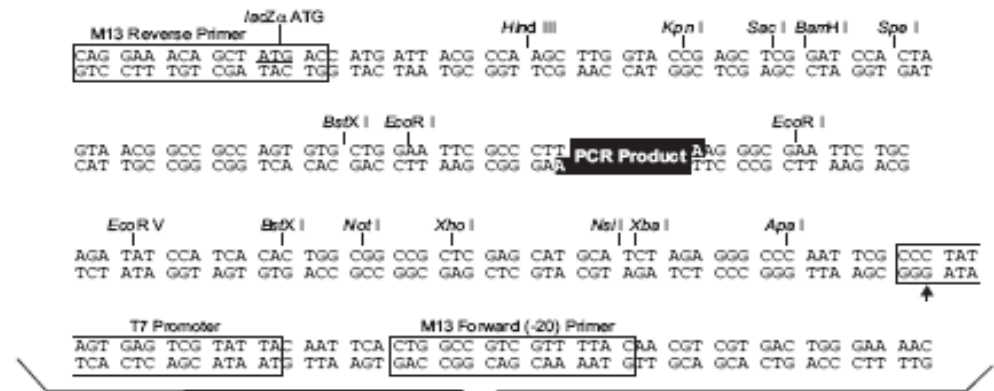 lacZα ATG
M13 Reverse Primer Hind III Kpn I Sac I BamH I Spe I
CAG GAA ACA GCT ATG ACC ATG ATT ACG CCA AGC TTG GTA CCG AGC TCG GAT CCA CTA
GTC CTT TGT CGA TAC TGG TAC TAA TGC GGT TCG AAC CAT GGC TCG AGC CTA GGT GAT
BstX I EcoR I EcoR I
GTA ACG GCC GCC AGT GTG CTG GAA TTC GCC CTT PCR Product AAG GGC GAA TTC TGC
CAT TGC CGG CGG TCA CAC GAC CTT AAG CGG GAA TTC CCG CTT AAG ACG
EcoR V BstX I Not I Xho I Nsi I Xba I Apa I
AGA TAT CCA TCA CAC TGG CGG CCG CTC GAG CAT GCA TCT AGA GGG CCC AAT TCG CCC TAT
TCT ATA GGT AGT GTG ACC GCC GGC GAG CTC GTA CGT AGA TCT CCC GGG TTA AGC GGG ATA
T7 Promoter M13 Forward (-20) Primer
AGT GAG TCG TAT TAC AAT TCA CTG GCC GTC GTT TTA CAA CGT CGT GAC TGG GAA AAC
TCA CTC AGC ATA ATG TTA AGT GAC CGG CAG CAA AAT GTT GCA GCA CTG ACC CTT TTG